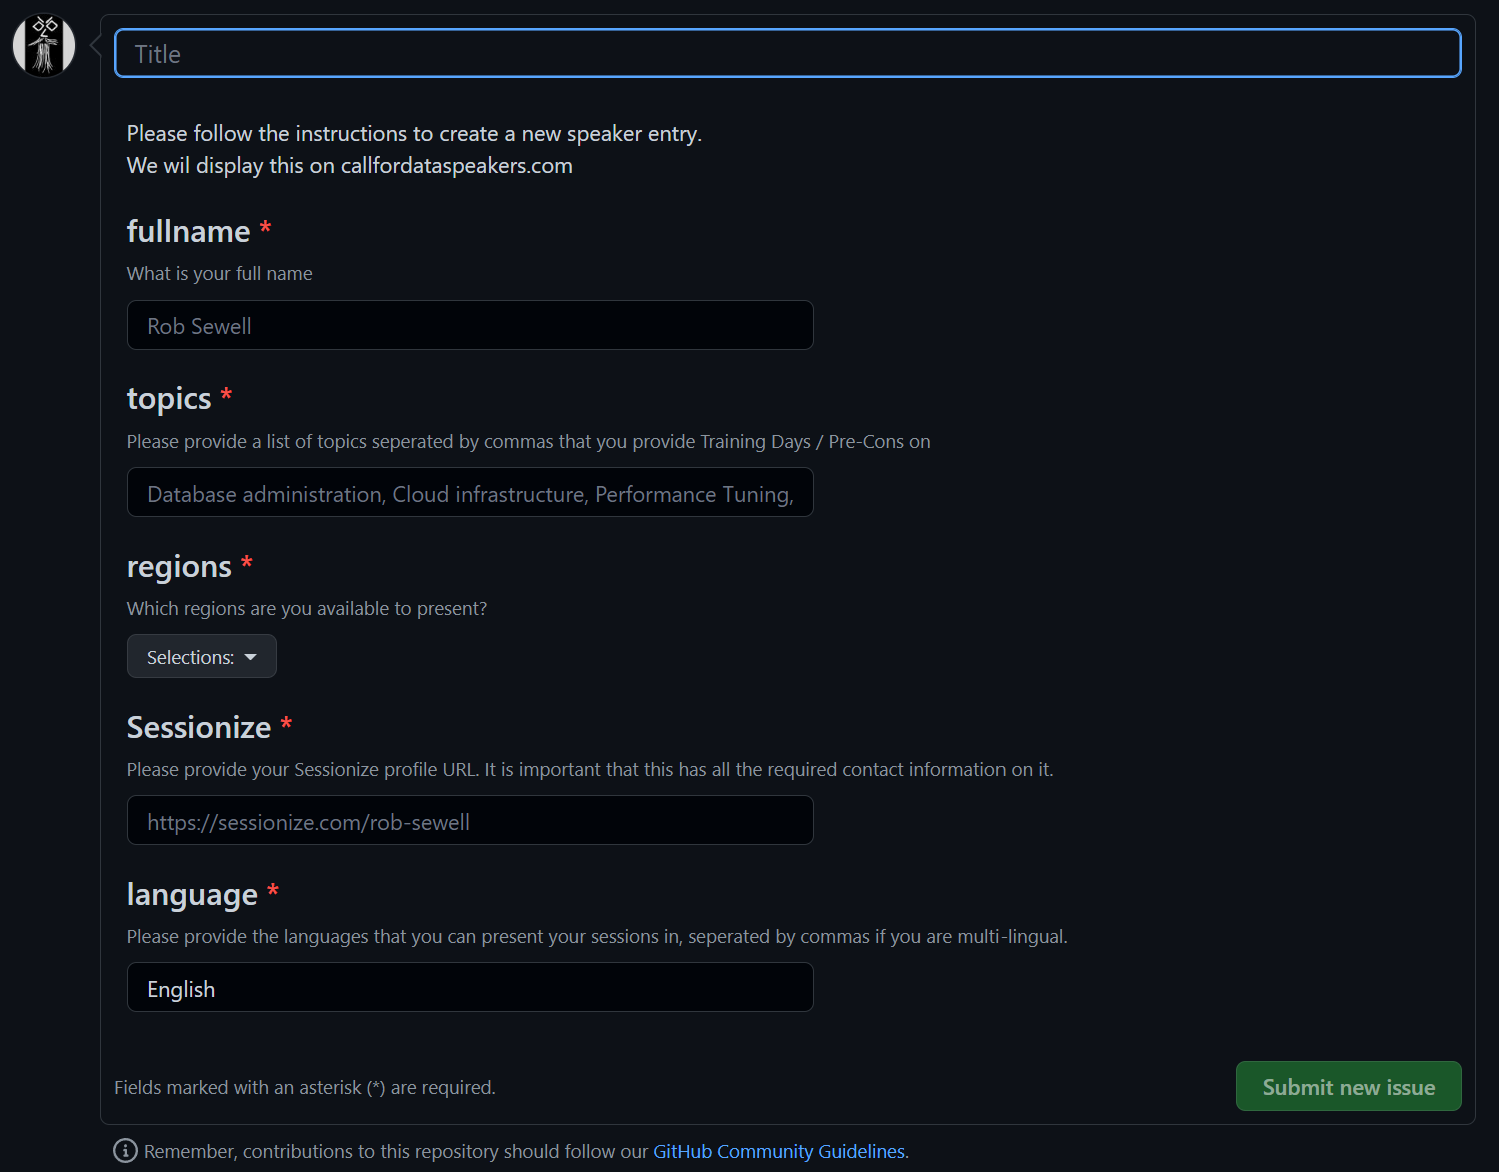 Title
Please follow the instructions to create a new speaker entry.
We wil display this on callfordataspeakers.com
fullname *
What is your full name
Rob Sewell
topics *
Please provide a list of topics seperated by commas that you provide Training Days / Pre-Cons on
Database administration, Cloud infrastructure, Performance Tuning,
regions *
Which regions are you available to present?
Selections:
Sessionize *
Please provide your Sessionize profile URL. It is important that this has all the required contact information on it.
https://sessionize.com/rob-sewell
language *
Please provide the languages that you can present your sessions in, seperated by commas if you are multi-lingual.
English
Fields marked with an asterisk (*) are required.
Submit new issue
Remember, contributions to this repository should follow our GitHub Community Guidelines.